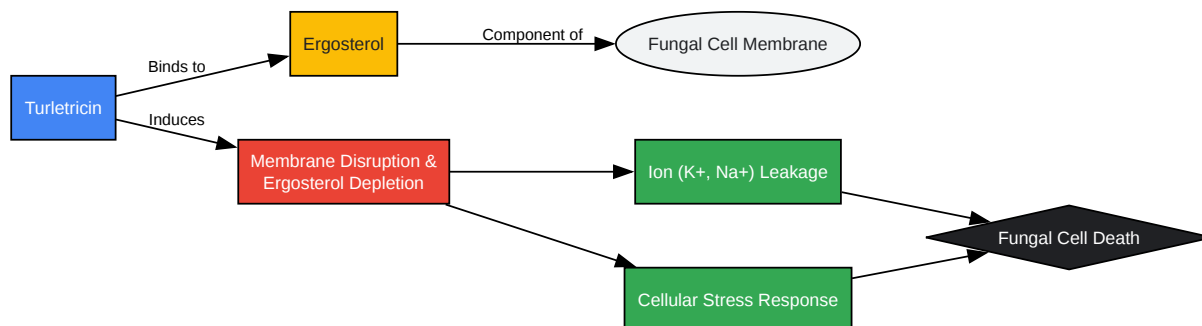 Turletricin
Binds to
Induces
Ergosterol
Component of
Fungal Cell Membrane
Membrane Disruption &
Ergosterol Depletion
Ion (K+, Na+) Leakage
Cellular Stress Response
Fungal Cell Death